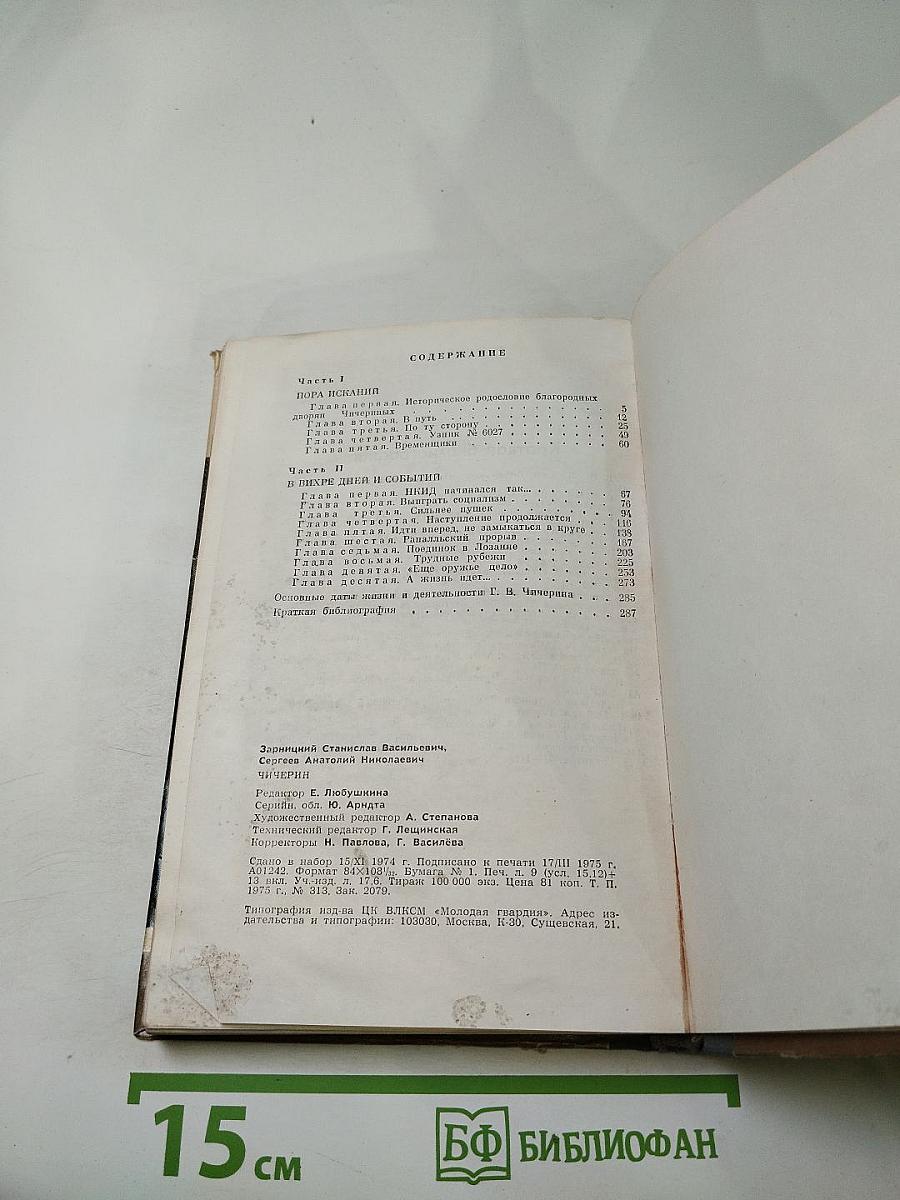 СОДЕРЖАНИЕ
Часть I
ПОРА ИСКАНИЙ
Глава первая. Историческое родословие благородных
дворян Чичериных . . . . . . . . . . . 5
Глава вторая. В путь . . . . . . . . . . 12
Глава третья. По ту сторону . . . . . . . . 25
Глава четвертая. Узник № 6027 . . . . . . . 49
Глава пятая. Временщики . . . . . . . . . 60
Часть II
В ВИХРЕ ДНЕЙ И СОБЫТИЙ
Глава первая. НКИД начинался так... . . . . . . 67
Глава вторая. Выиграть социализм . . . . . . . 76
Глава третья. Сильнее пушек . . . . . . . . 94
Глава четвертая. Наступление продолжается . . . 116
Глава пятая. Идти вперед, не замыкаться в круге . . 138
Глава шестая. Рапалльский прорыв . . . . . . 187
Глава седьмая. Поединок в Лозанне . . . . . . 203
Глава восьмая. Трудные рубежи . . . . . . . 225
Глава девятая. «Еще оружье цело» . . . . . . 253
Глава десятая. А жизнь идет... . . . . . . . 273
Основные даты жизни и деятельности Г. В. Чичерина . . . 285
Краткая библиография . . . . . . . . . . 287
Зарницкий Станислав Васильевич,
Сергеев Анатолий Николаевич
ЧИЧЕРИН
Редактор Е. Любушкина
Серийн. обл. Ю. Арндта
Художественный редактор А. Степанова
Технический редактор Г. Лещинская
Корректоры Н. Павлова, Г. Василёва
Сдано в набор 15/XI 1974 г. Подписано к печати 17/III 1975 г.
А01242. Формат 84×108 1/32. Бумага № 1. Печ. л. 9 (усл. 15,12)+
13 вкл. Уч.-изд. л. 17,6. Тираж 100 000 экз. Цена 81 коп. Т. П.
1975 г., № 313. Зак. 2079.
Типография изд-ва ЦК ВЛКСМ «Молодая гвардия». Адрес из-
дательства и типографии: 103030, Москва, К-30, Сущевская, 21.
15 см
БФ БИБЛИОФАН